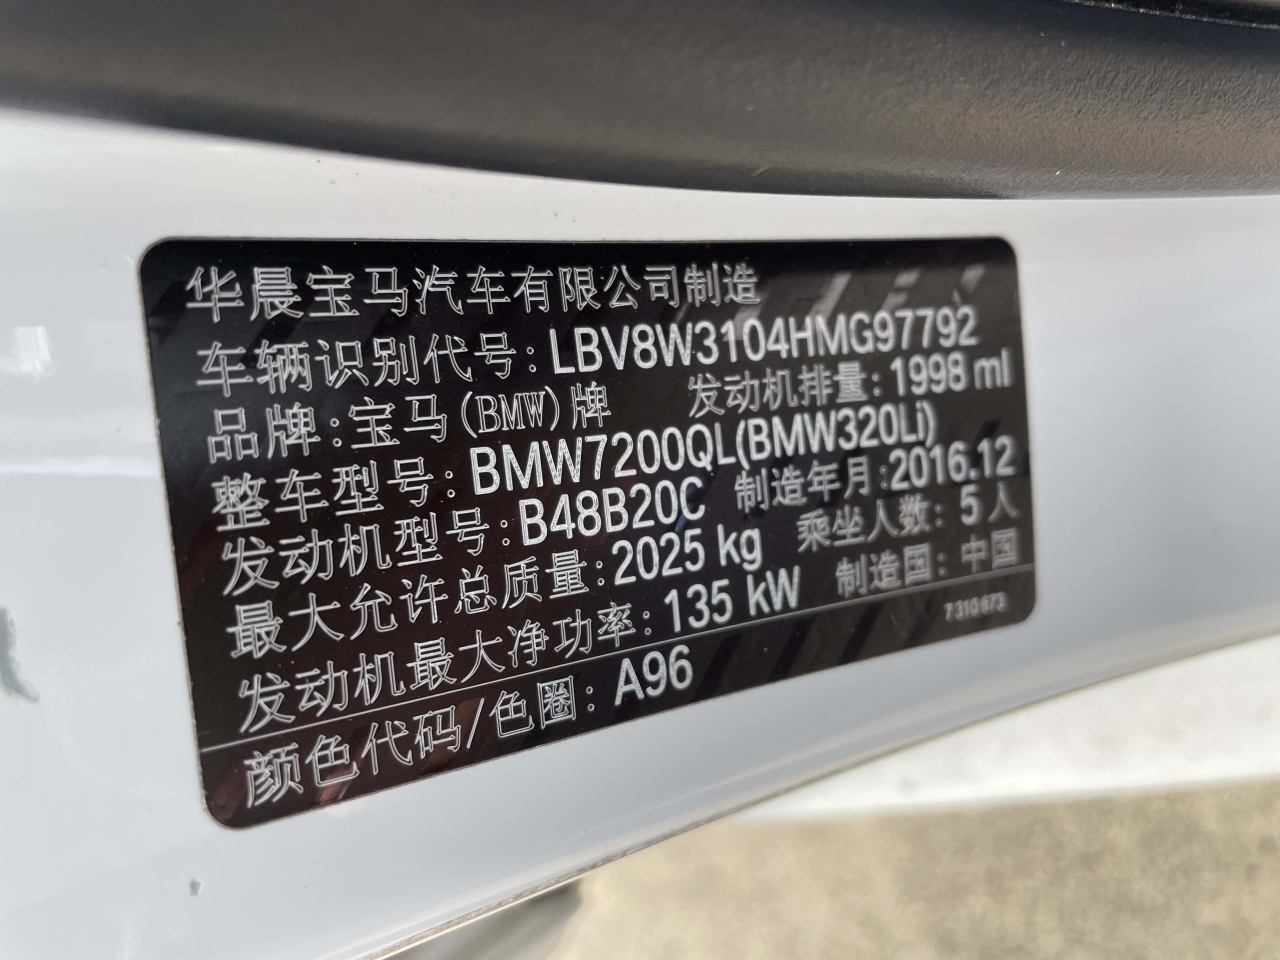 华晨宝马汽车有限公司制造
车辆识别代号:LBV8W3104HMG97792
品牌:宝马(BMW)牌 发动机排量:1998 ml
整车型号:BMW7200QL(BMW320Li)
发动机型号:B48B20C 制造年月:2016.12
最大允许总质量:2025 kg 乘坐人数:5人
发动机最大净功率:135 kW 制造国:中国
7310673
颜色代码/色圈:A96